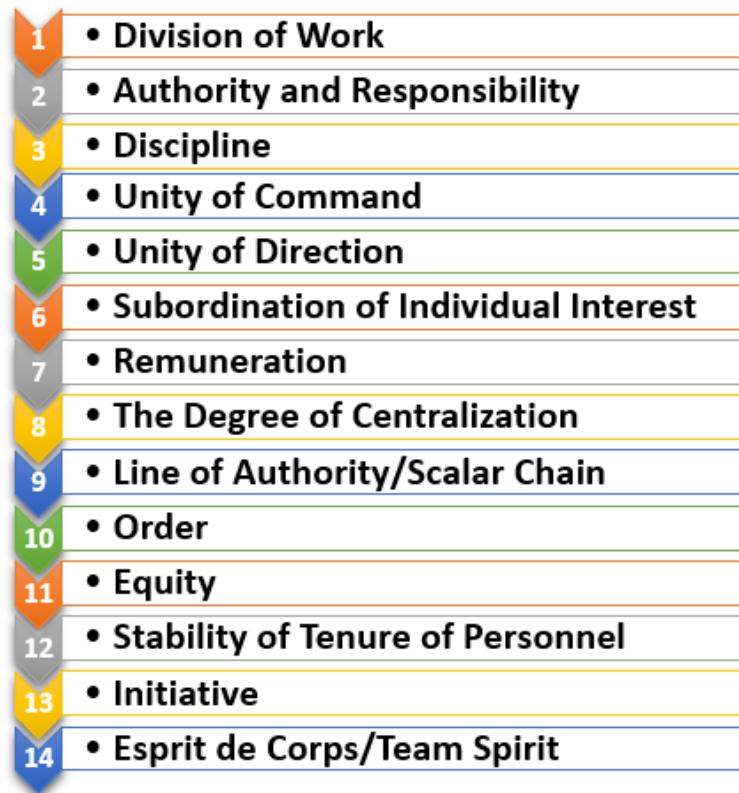 1 • Division of Work
2 • Authority and Responsibility
3 • Discipline
4 • Unity of Command
5 • Unity of Direction
6 • Subordination of Individual Interest
7 • Remuneration
8 • The Degree of Centralization
9 • Line of Authority/Scalar Chain
10 • Order
11 • Equity
12 • Stability of Tenure of Personnel
13 • Initiative
14 • Esprit de Corps/Team Spirit